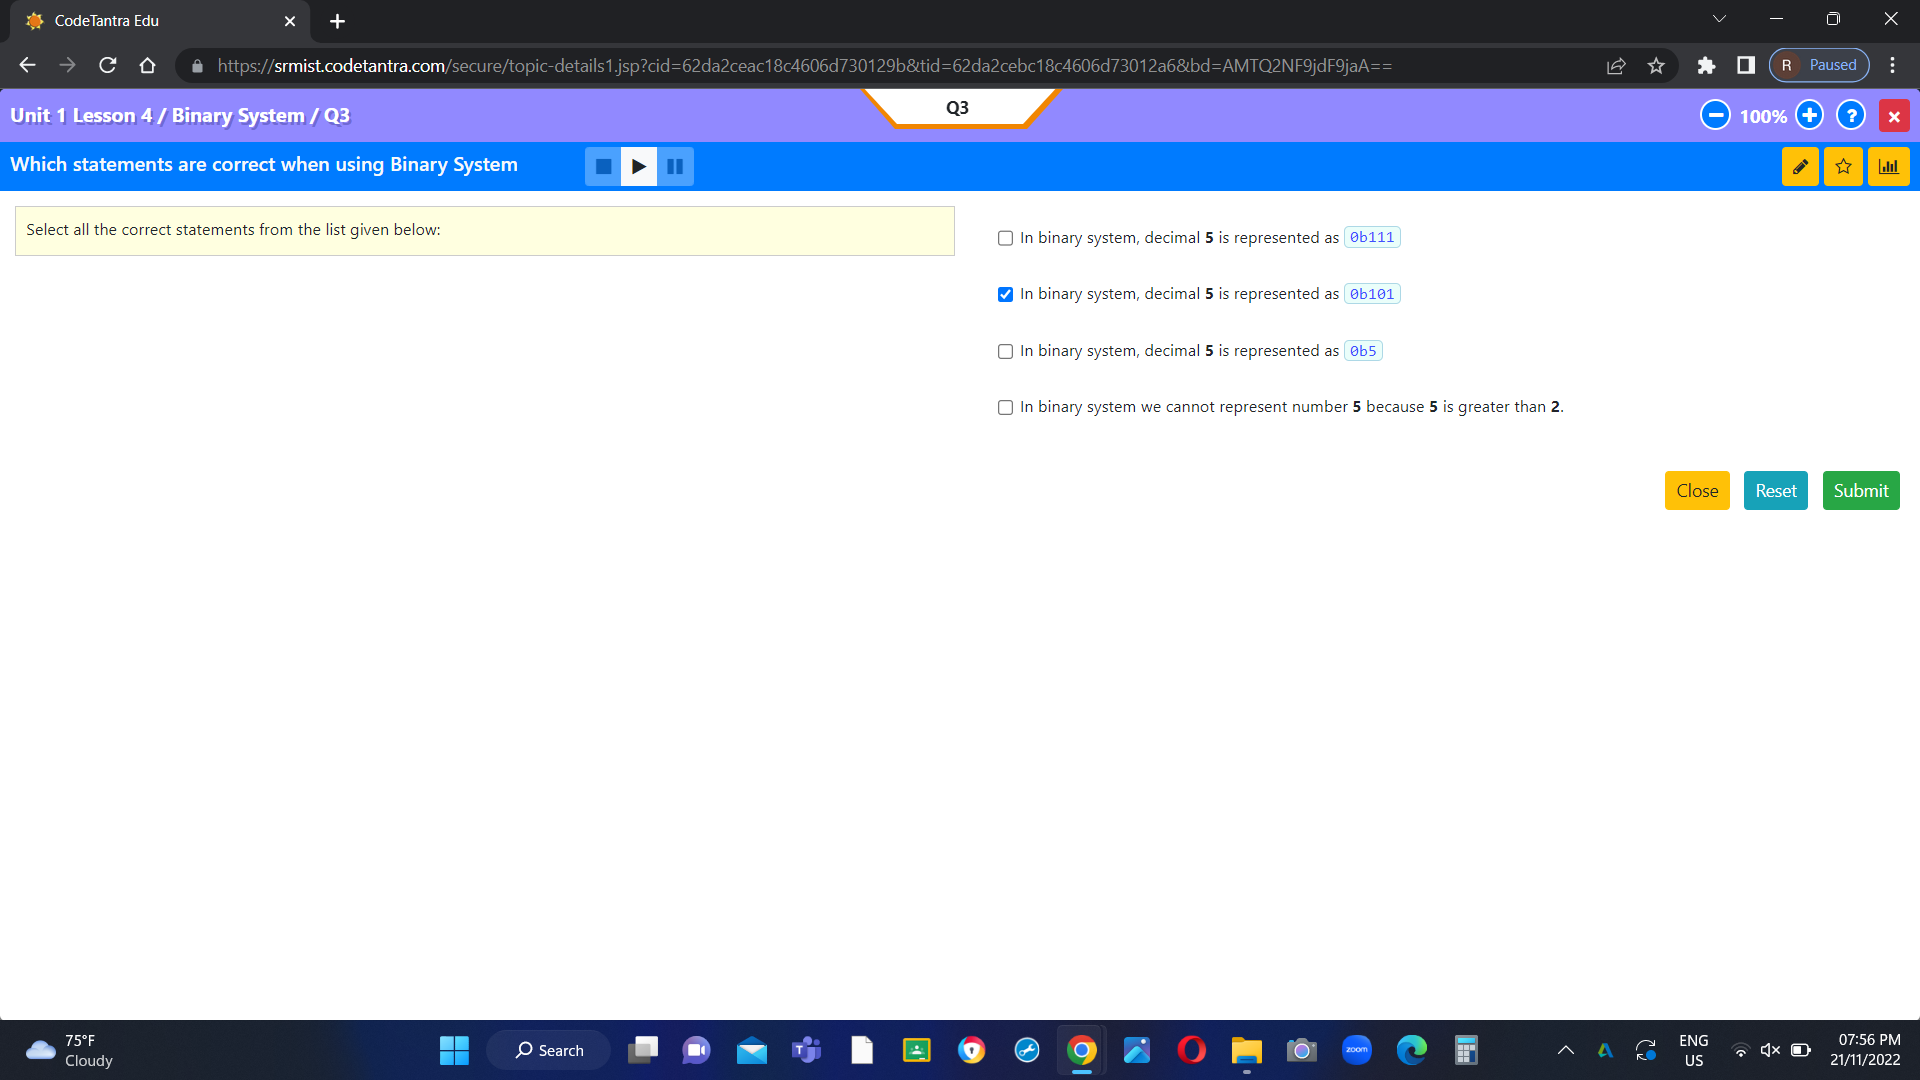 CodeTantra Edu
https://srmist.codetantra.com/secure/topic-details1.jsp?cid=62da2ceac18c4606d730129b&tid=62da2cebc18c4606d73012a6&bd=AMTQ2NF9jdF9jaA==
R Paused
Unit 1 Lesson 4 / Binary System / Q3
Q3
100%
?
Which statements are correct when using Binary System
Select all the correct statements from the list given below:
In binary system, decimal 5 is represented as 0b111
In binary system, decimal 5 is represented as 0b101
In binary system, decimal 5 is represented as 0b5
In binary system we cannot represent number 5 because 5 is greater than 2.
Close Reset Submit
75°F
Cloudy
Search
zoom
ENG
US
07:56 PM
21/11/2022